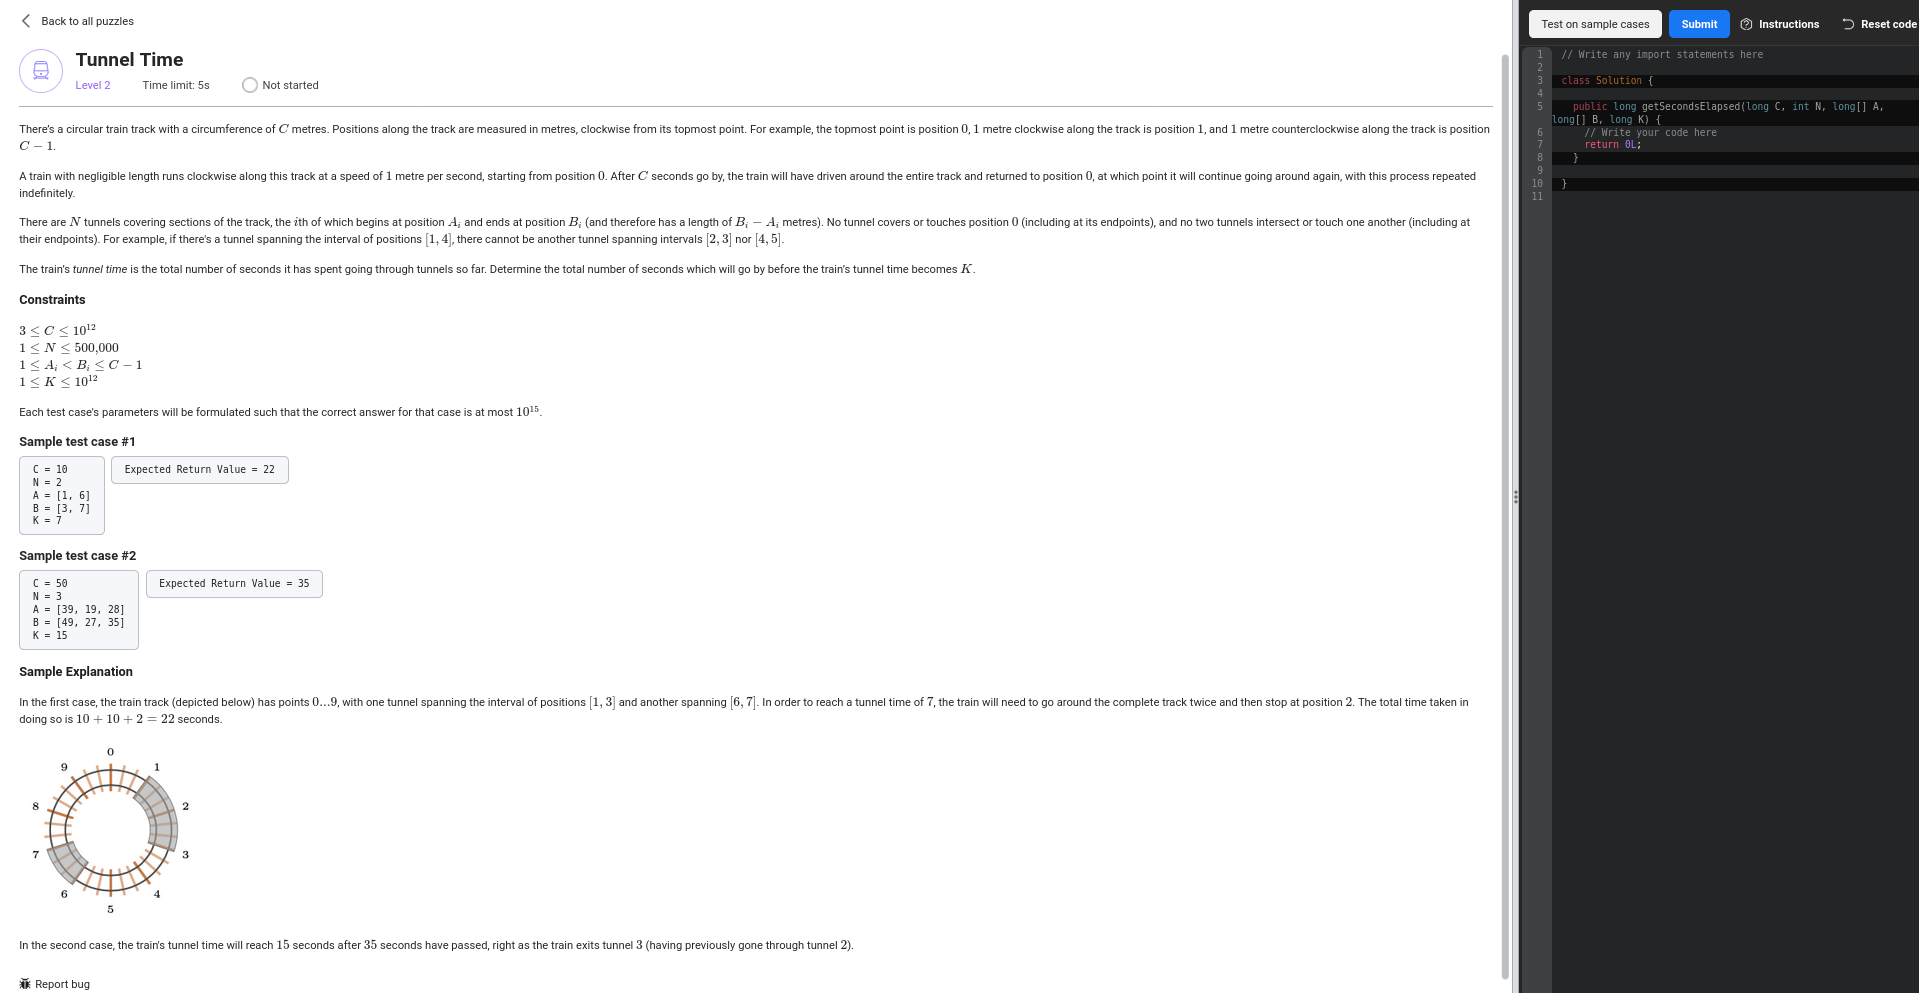 Back to all puzzles
Tunnel Time
Level 2 Time limit: 5s Not started
There's a circular train track with a circumference of C metres. Positions along the track are measured in metres, clockwise from its topmost point. For example, the topmost point is position 0, 1 metre clockwise along the track is position 1, and 1 metre counterclockwise along the track is position
C − 1.
A train with negligible length runs clockwise along this track at a speed of 1 metre per second, starting from position 0. After C seconds go by, the train will have driven around the entire track and returned to position 0, at which point it will continue going around again, with this process repeated
indefinitely.
There are N tunnels covering sections of the track, the ith of which begins at position Aᵢ and ends at position Bᵢ (and therefore has a length of Bᵢ − Aᵢ metres). No tunnel covers or touches position 0 (including at its endpoints), and no two tunnels intersect or touch one another (including at
their endpoints). For example, if there's a tunnel spanning the interval of positions [1, 4], there cannot be another tunnel spanning intervals [2, 3] nor [4, 5].
The train's tunnel time is the total number of seconds it has spent going through tunnels so far. Determine the total number of seconds which will go by before the train's tunnel time becomes K.
Constraints
3 ≤ C ≤ 10¹²
1 ≤ N ≤ 500,000
1 ≤ Aᵢ < Bᵢ ≤ C − 1
1 ≤ K ≤ 10¹²
Each test case's parameters will be formulated such that the correct answer for that case is at most 10¹⁵.
Sample test case #1
C = 10
N = 2
A = [1, 6]
B = [3, 7]
K = 7
Expected Return Value = 22
Sample test case #2
C = 50
N = 3
A = [39, 19, 28]
B = [49, 27, 35]
K = 15
Expected Return Value = 35
Sample Explanation
In the first case, the train track (depicted below) has points 0...9, with one tunnel spanning the interval of positions [1, 3] and another spanning [6, 7]. In order to reach a tunnel time of 7, the train will need to go around the complete track twice and then stop at position 2. The total time taken in
doing so is 10 + 10 + 2 = 22 seconds.
0
9 1
8 2
7 3
6 4
5
In the second case, the train's tunnel time will reach 15 seconds after 35 seconds have passed, right as the train exits tunnel 3 (having previously gone through tunnel 2).
Report bug
Test on sample cases Submit Instructions Reset code
1 // Write any import statements here
2
3 class Solution {
4
5 public long getSecondsElapsed(long C, int N, long[] A,
long[] B, long K) {
6 // Write your code here
7 return 0L;
8 }
9
10 }
11